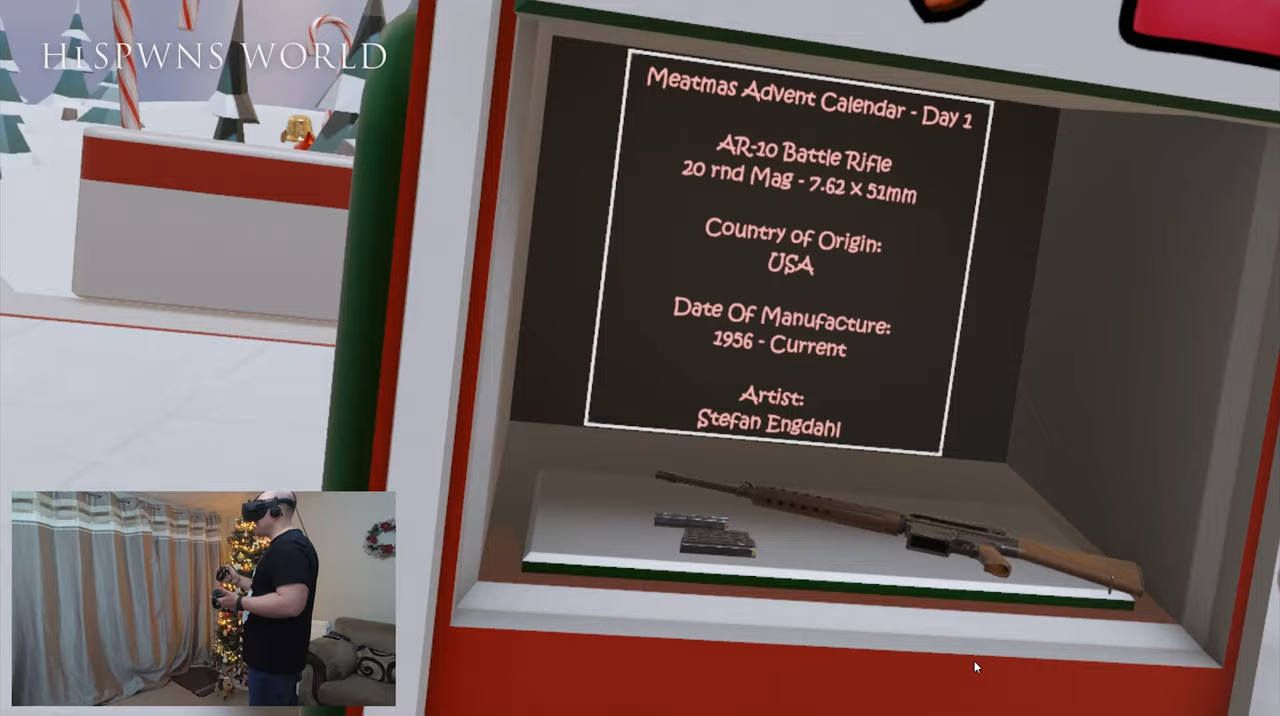 HLSPWNS WORLD
Meatmas Advent Calendar - Day 1
AR-10 Battle Rifle
20 rnd Mag - 7.62 × 51mm
Country of Origin:
USA
Date Of Manufacture:
1956 - Current
Artist:
Stefan Engdahl